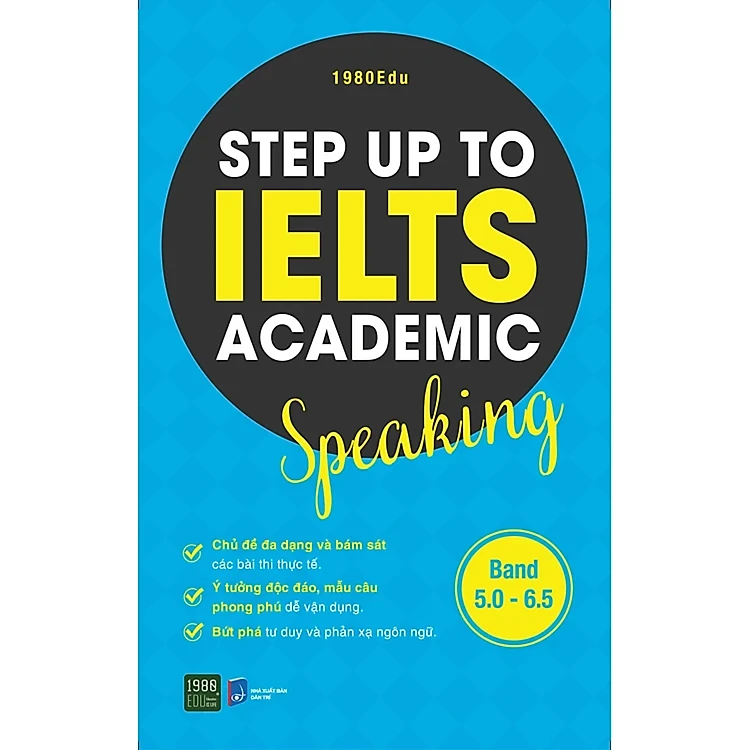 1980Edu
STEP UP TO
IELTS
ACADEMIC
Speaking
Chủ đề đa dạng và bám sát
các bài thi thực tế.
Ý tưởng độc đáo, mẫu câu
phong phú dễ vận dụng.
Bứt phá tư duy và phản xạ ngôn ngữ.
Band
5.0 - 6.5
1980
EDU
NHÀ XUẤT BẢN
DÂN TRÍ